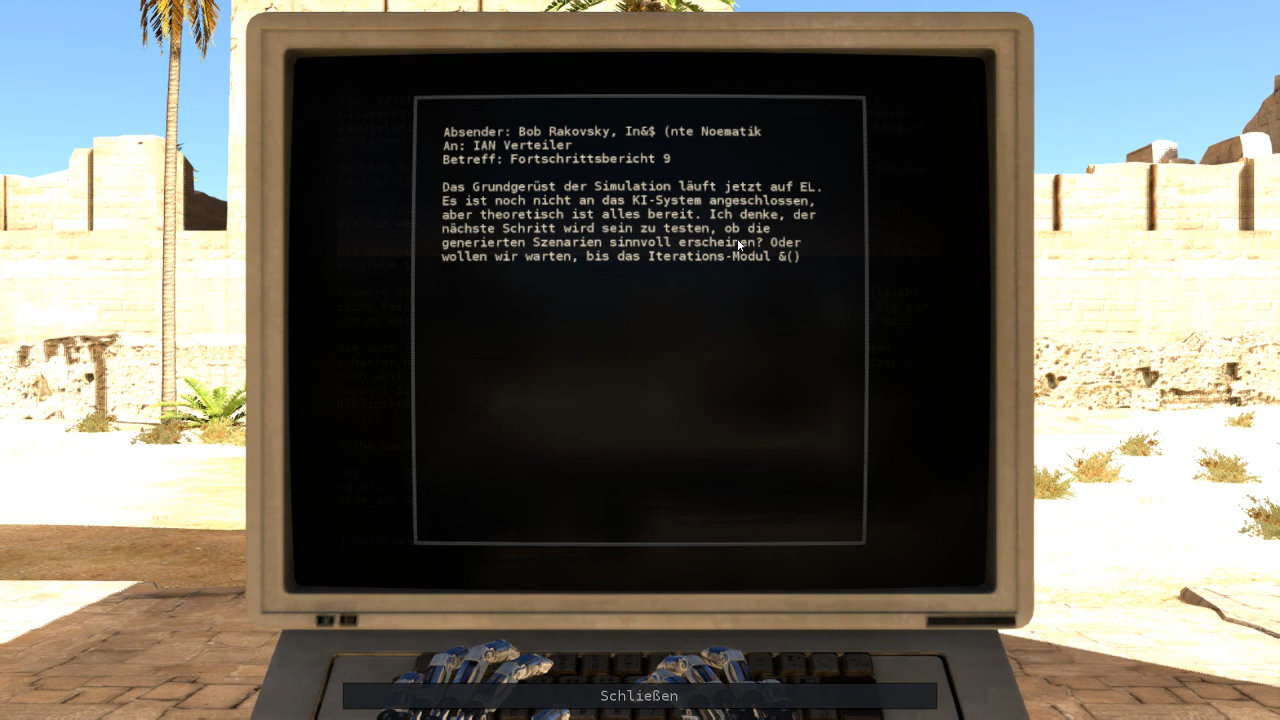 Absender: Bob Rakovsky, In&$ (nte Noematik
An: IAN Verteiler
Betreff: Fortschrittsbericht 9
Das Grundgerüst der Simulation läuft jetzt auf EL.
Es ist noch nicht an das KI-System angeschlossen,
aber theoretisch ist alles bereit. Ich denke, der
nächste Schritt wird sein zu testen, ob die
generierten Szenarien sinnvoll erscheinen? Oder
wollen wir warten, bis das Iterations-Modul &()
Schließen